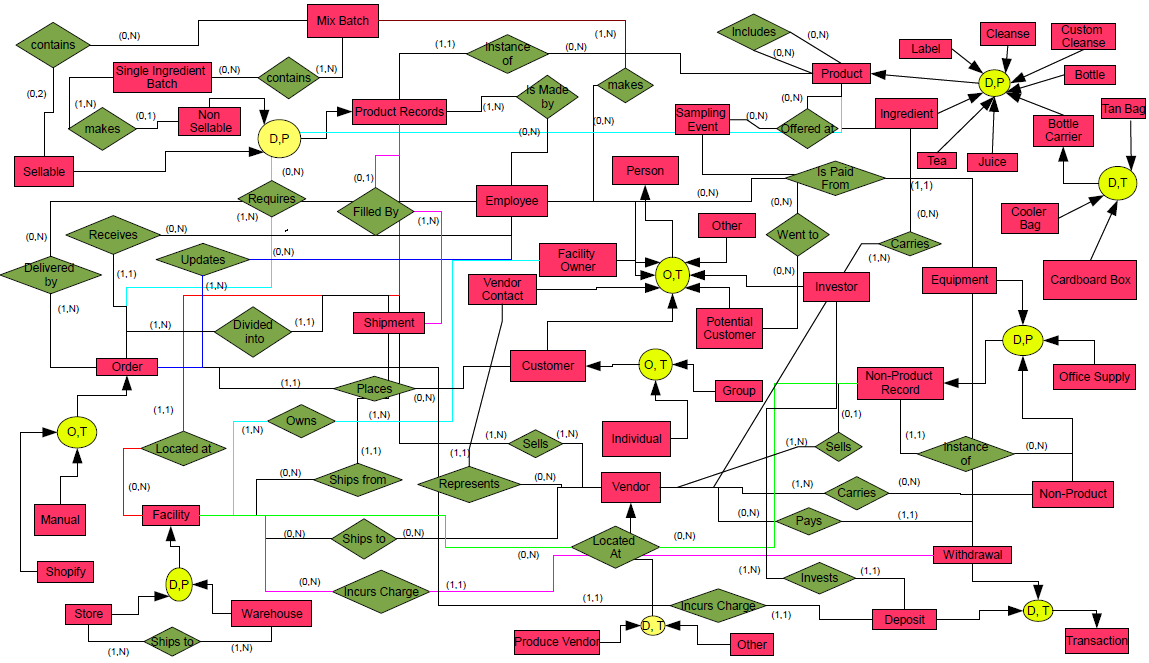 Mix Batch
contains
(0,N)
(1,N)
(1,1)
Instance
of
(0,N)
Includes
(0,N)
(0,N)
Label
Cleanse
Custom
Cleanse
Single Ingredient
Batch
(0,N)
contains
(1,N)
Product
D,P
Bottle
(0,2)
(1,N)
makes
(0,1)
Non
Sellable
Product Records
(1,N)
Is Made
by
makes
(0,N)
Sampling
Event
(0,N)
(0,N)
Offered at
Ingredient
Tan Bag
Bottle
Carrier
D,P
(0,N)
Tea
Juice
Sellable
(0,N)
(0,1)
Person
Is Paid
From
(1,1)
D,T
Requires
(1,N)
Filled By
(1,N)
Employee
(0,N)
(0,N)
Cooler
Bag
Receives
(0,N)
(0,N)
Other
Went to
Carries
(1,N)
Delivered
by
(1,1)
Updates
(0,N)
Facility
Owner
O,T
(0,N)
Equipment
Cardboard Box
(1,N)
(1,N)
Vendor
Contact
Investor
(1,N)
Divided
into
(1,1)
Shipment
Potential
Customer
D,P
Order
Customer
O, T
Non-Product
Record
Office Supply
(1,1)
Places
(0,N)
Group
(1,1)
(1,N)
Owns
(1,N)
(0,1)
O,T
Located at
(1,N)
Sells
(1,N)
Individual
(1,N)
Sells
(1,1)
Instance
of
(0,N)
(1,1)
(1,1)
(0,N)
(0,N)
Ships from
Represents
(0,N)
Vendor
(1,N)
Carries
(0,N)
Non-Product
Manual
Facility
(0,N)
Pays
(1,1)
(0,N)
Ships to
(0,N)
Located
At
(0,N)
(0,N)
Withdrawal
Shopify
D,P
(0,N)
Incurs Charge
(1,1)
(1,N)
Invests
(1,1)
Store
Warehouse
(1,1)
Incurs Charge
(1,1)
Deposit
D, T
(1,N)
Ships to
(1,N)
Produce Vendor
D, T
Other
Transaction